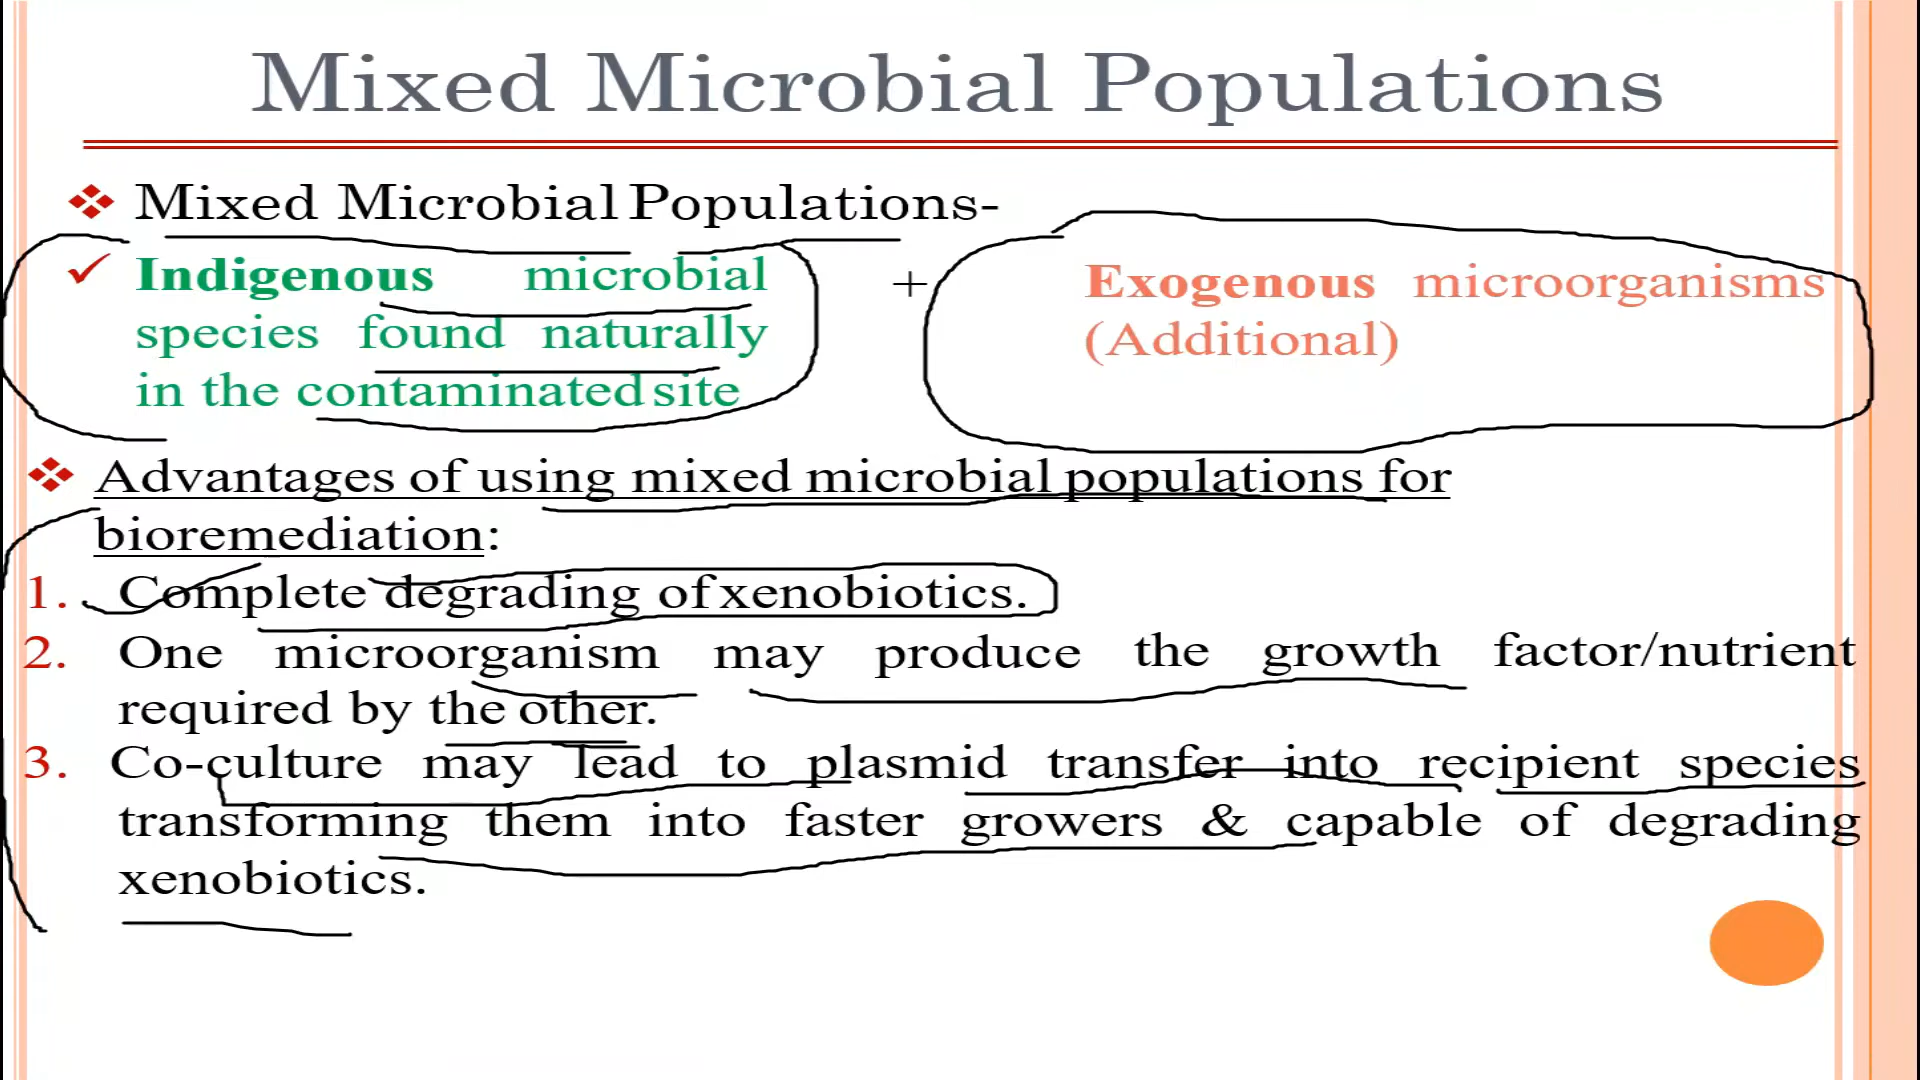 Mixed Microbial Populations
Mixed Microbial Populations-
Indigenous microbial
species found naturally
in the contaminated site
+
Exogenous microorganisms
(Additional)
Advantages of using mixed microbial populations for
bioremediation:
1. Complete degrading of xenobiotics.
2. One microorganism may produce the growth factor/nutrient
required by the other.
3. Co-culture may lead to plasmid transfer into recipient species
transforming them into faster growers & capable of degrading
xenobiotics.